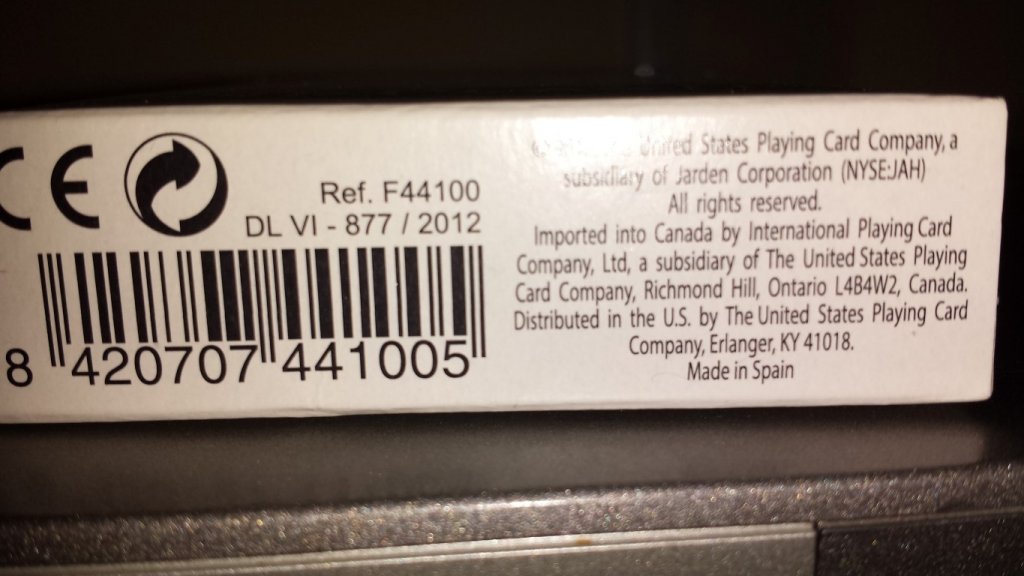 CE
Ref. F44100
DL VI - 877 / 2012
8 420707 441005
United States Playing Card Company, a
subsidiary of Jarden Corporation (NYSE:JAH)
All rights reserved.
Imported into Canada by International Playing Card
Company, Ltd, a subsidiary of The United States Playing
Card Company, Richmond Hill, Ontario L4B4W2, Canada.
Distributed in the U.S. by The United States Playing Card
Company, Erlanger, KY 41018.
Made in Spain